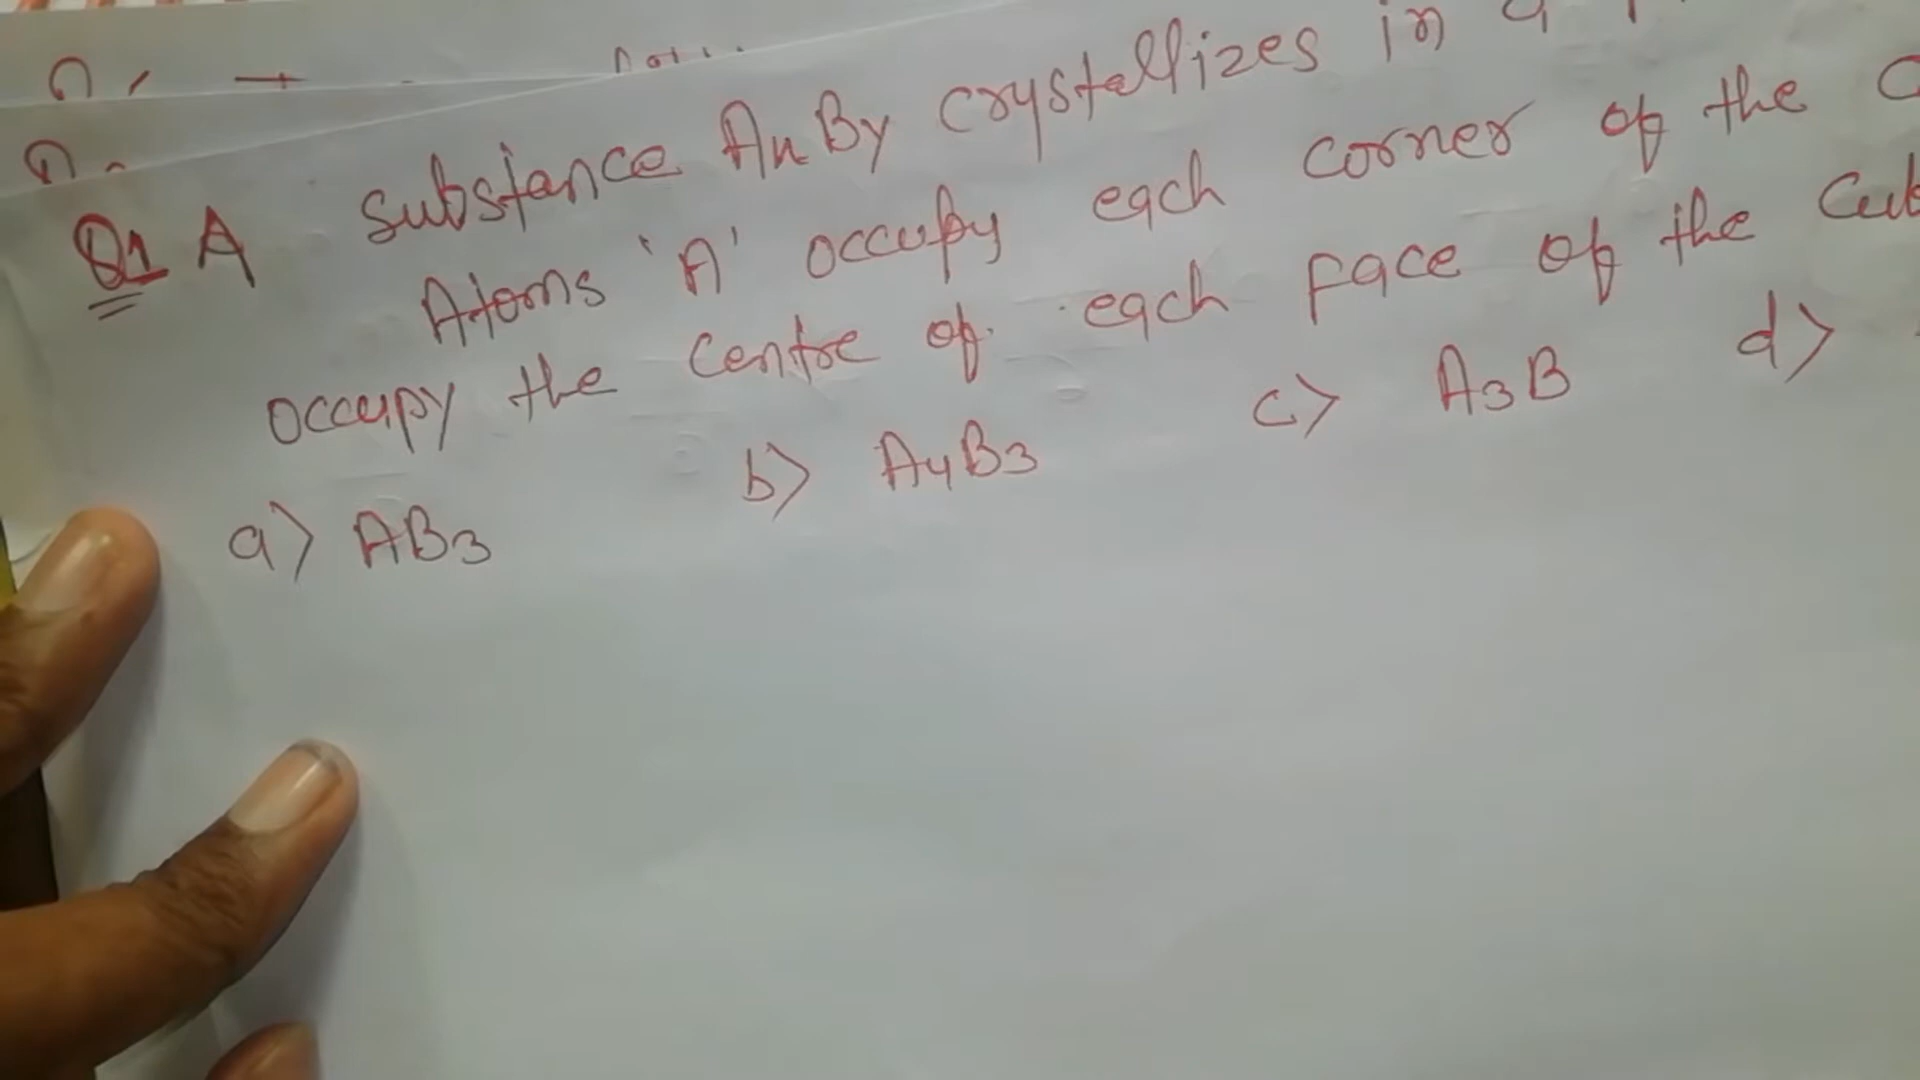 Q1 A substance AxBy crystallizes in a
Atoms 'A' occupy each corner of the
occupy the centre of each face of the Cub
a) AB3 b) A4B3 c) A3B d)